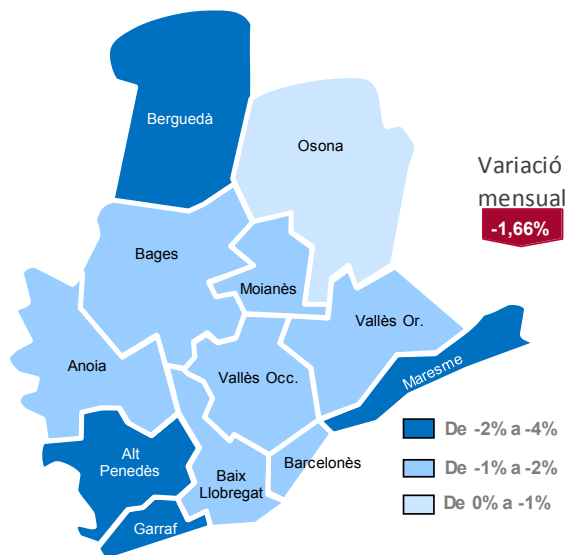 Berguedà
Osona
Variació
mensual
-1,66%
Bages
Moianès
Vallès Or.
Anoia
Vallès Occ.
Maresme
De -2% a -4%
Alt
Penedès
Baix
Llobregat
Barcelonès
De -1% a -2%
De 0% a -1%
Garraf